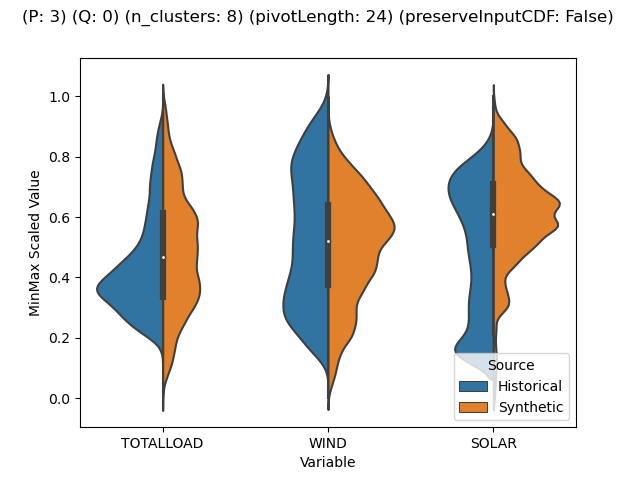 (P: 3) (Q: 0) (n_clusters: 8) (pivotLength: 24) (preserveInputCDF: False)
1.0
0.8
0.6
0.4
0.2
0.0
MinMax Scaled Value
Source
Historical
Synthetic
TOTALLOAD
WIND
SOLAR
Variable